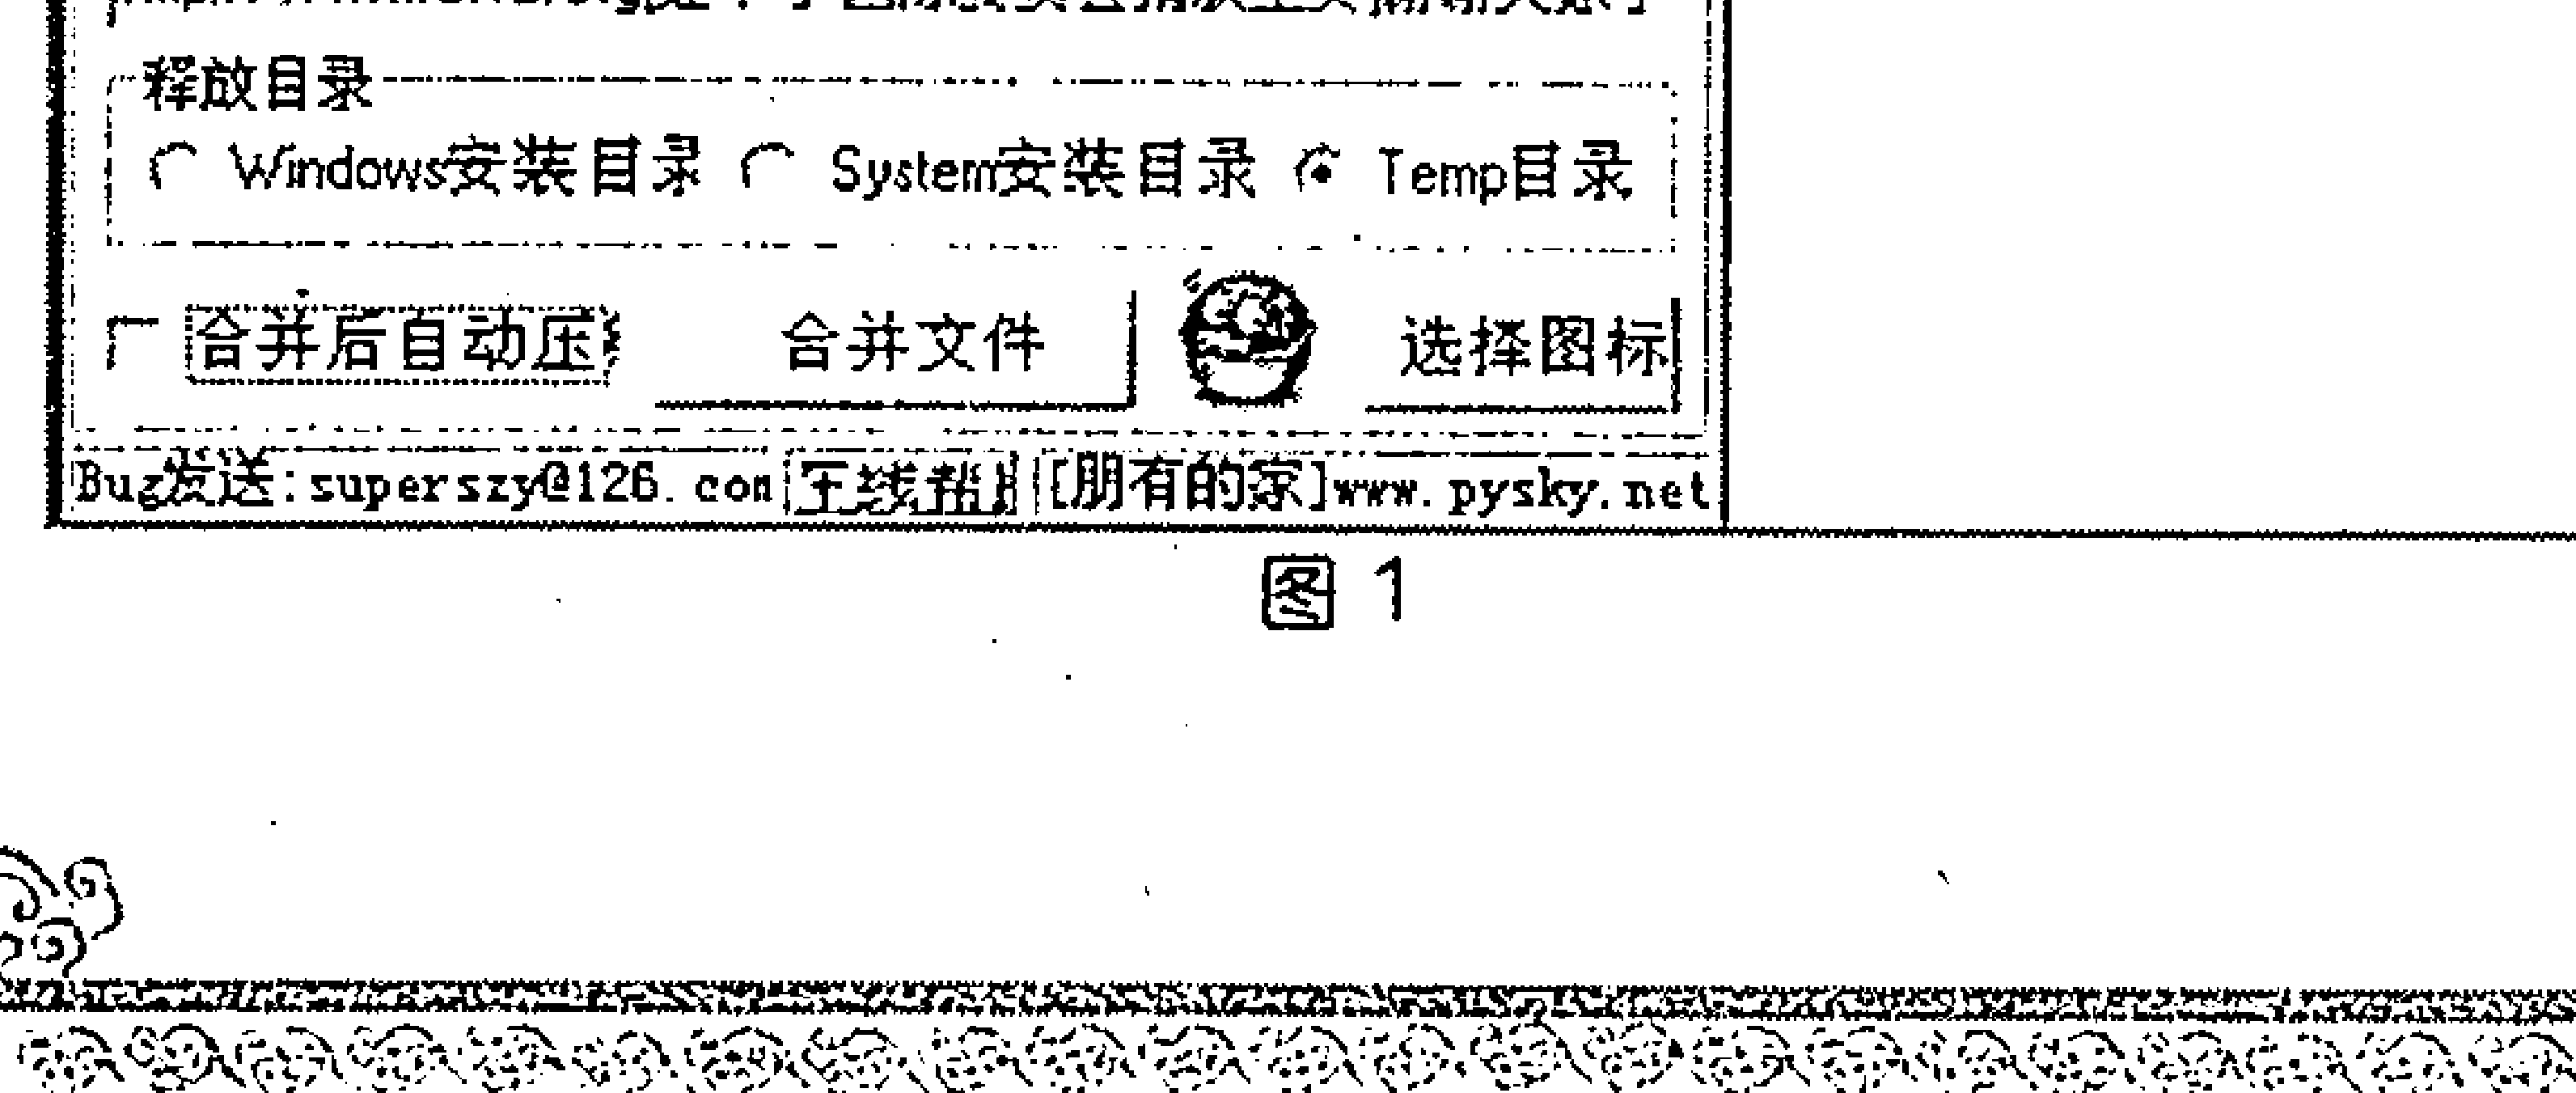 释放目录
Windows安装目录 System安装目录 Temp目录
合并后自动压 合并文件 选择图标
Bug发送:superszy@126.com [朋有的家]www.pysky.net
图 1